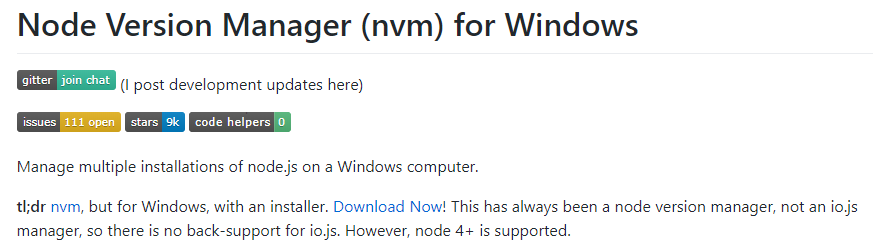 Node Version Manager (nvm) for Windows
gitter join chat (I post development updates here)
issues 111 open stars 9k code helpers 0
Manage multiple installations of node.js on a Windows computer.
tl;dr nvm, but for Windows, with an installer. Download Now! This has always been a node version manager, not an io.js
manager, so there is no back-support for io.js. However, node 4+ is supported.